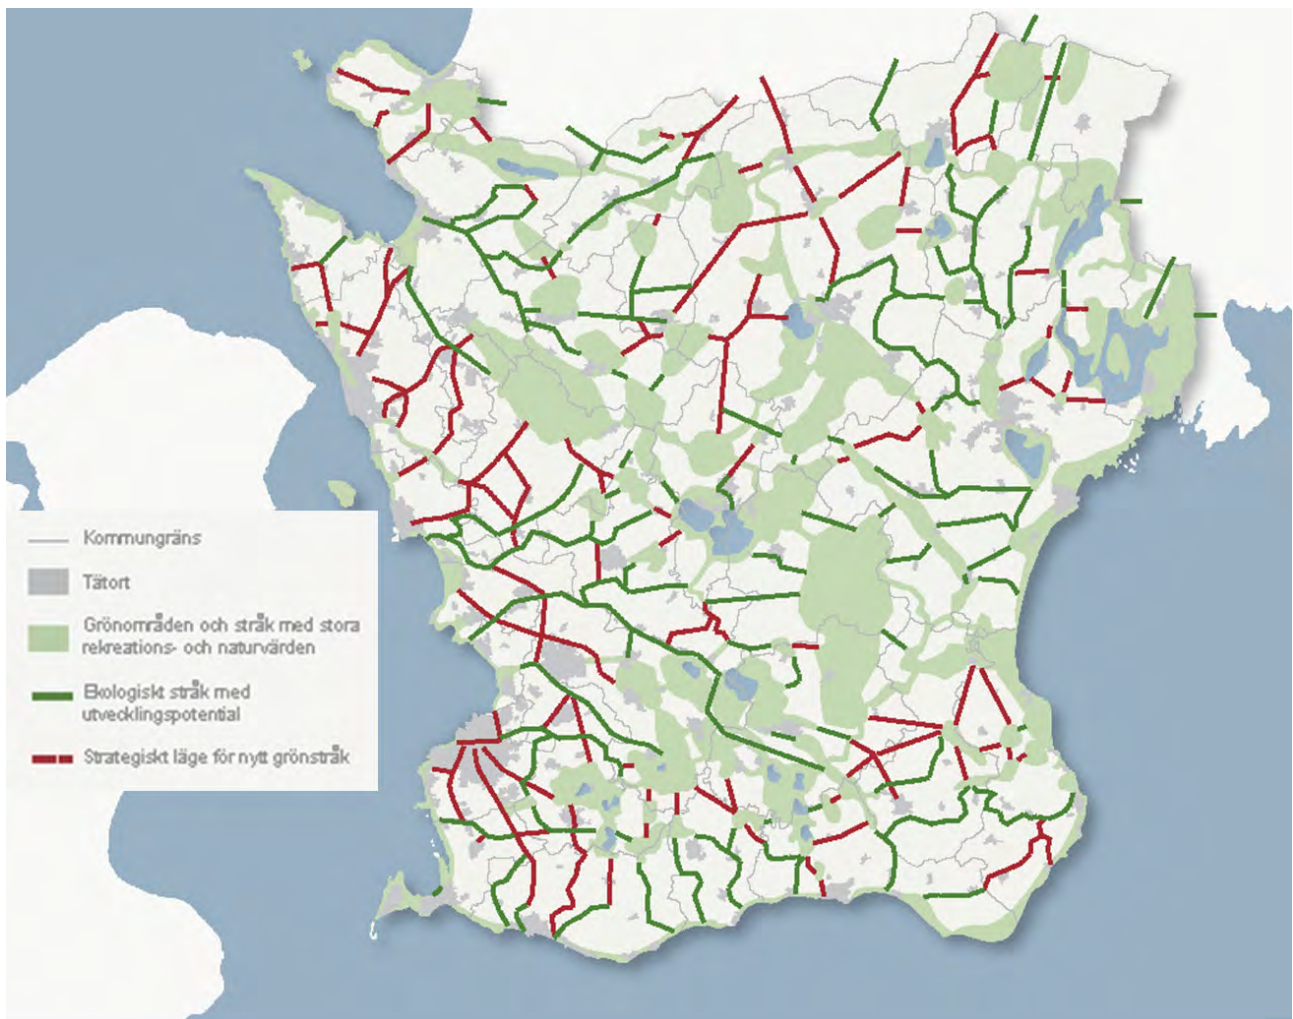 Kommungräns
Tätort
Grönområden och stråk med stora
rekreations- och naturvärden
Ekologiskt stråk med
utvecklingspotential
Strategiskt läge för nytt grönstråk